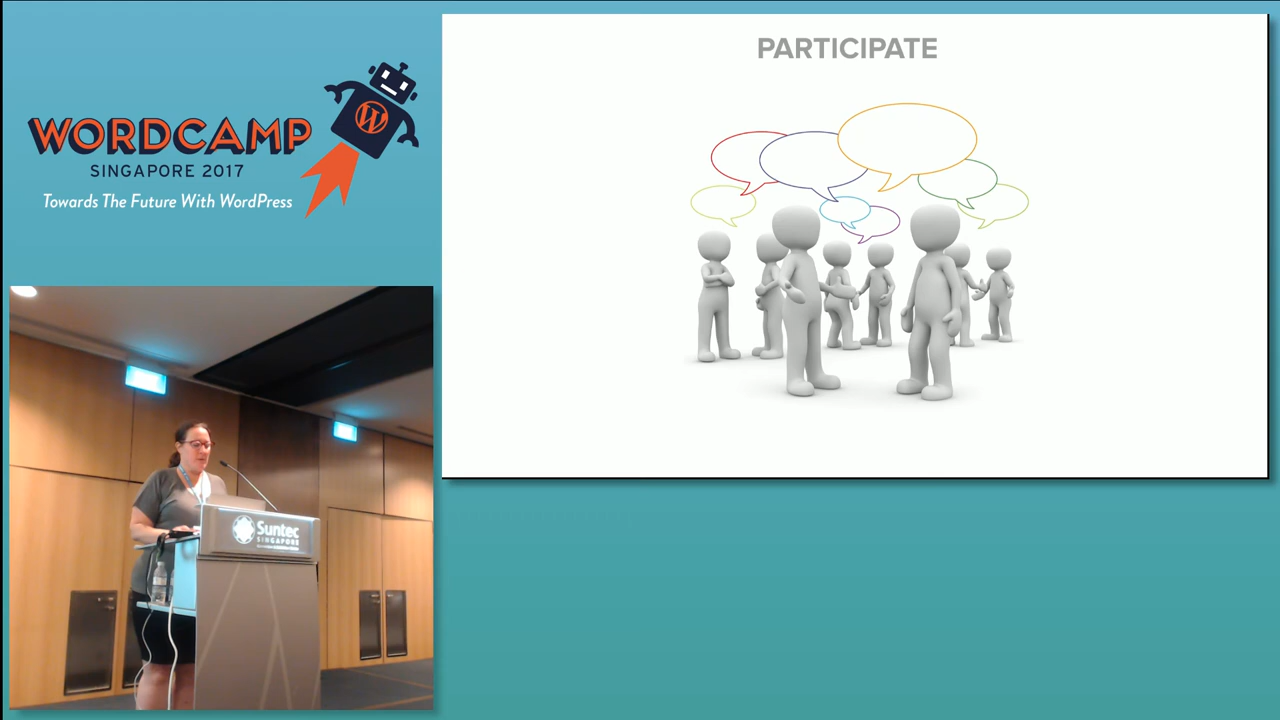 WORDCAMP
SINGAPORE 2017
Towards The Future With WordPress
PARTICIPATE
Suntec
SINGAPORE